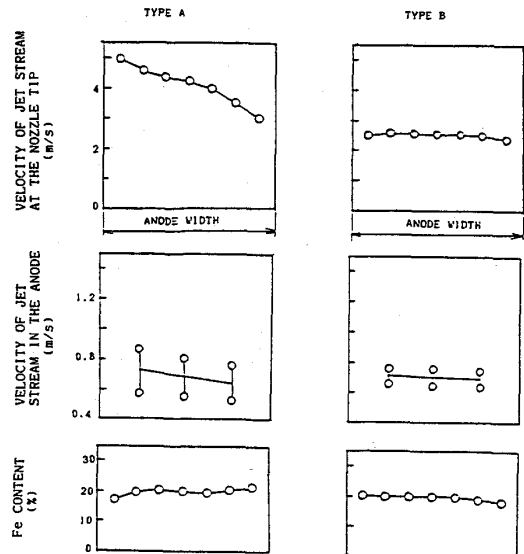 TYPE A
TYPE B
VELOCITY OF JET STREAM
AT THE NOZZLE TIP
(m/s)
4
2
0
ANODE WIDTH
ANODE WIDTH
VELOCITY OF JET
STREAM IN THE ANODE
(m/s)
1.2
0.8
0.4
Fe CONTENT
(%)
30
20
10
0